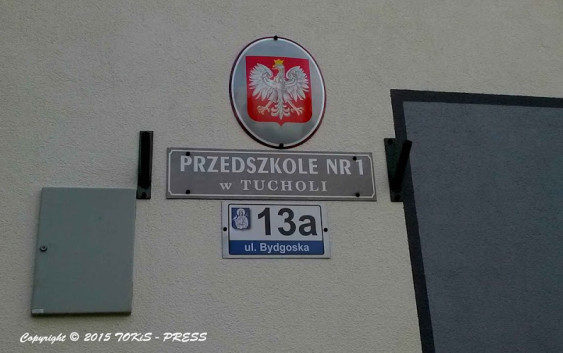 PRZEDSZKOLE NR 1
w TUCHOLI
13a
ul. Bydgoska
Copyright © 2015 TOKiS - PRESS